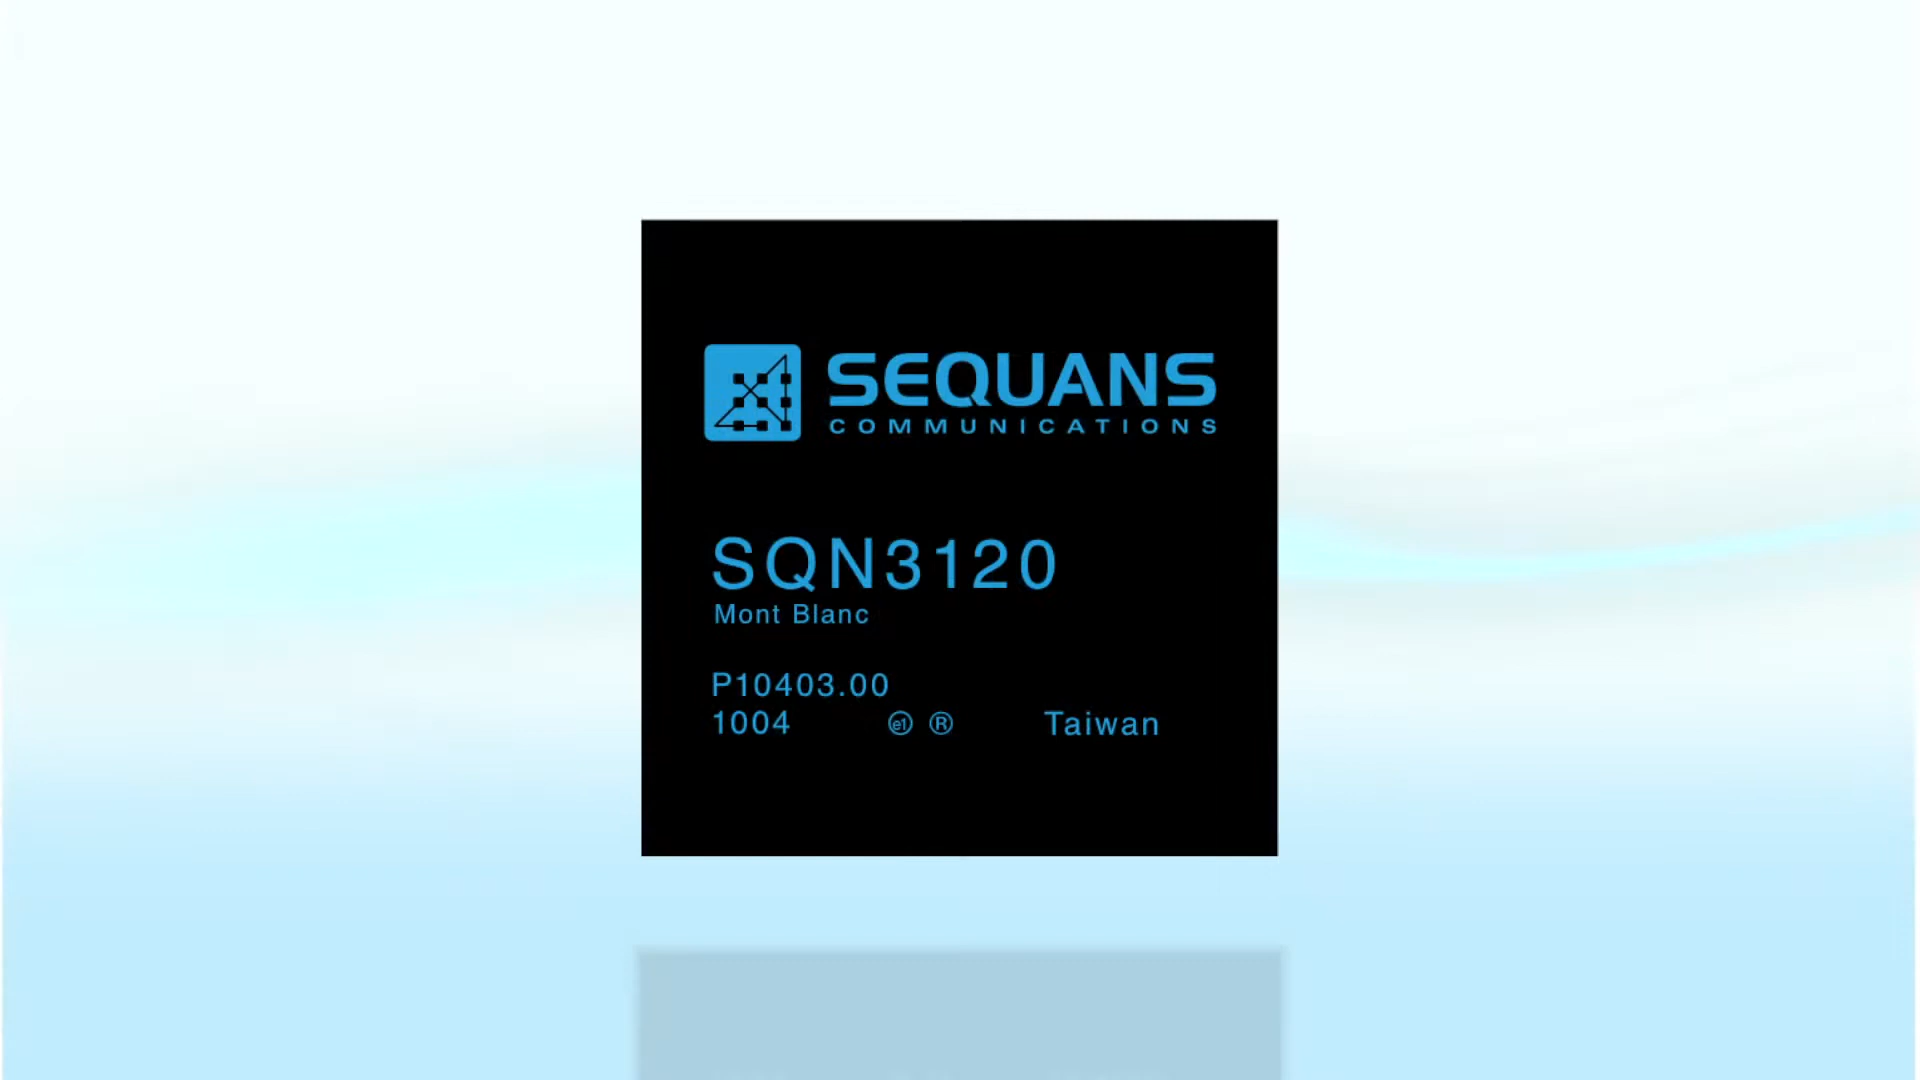 SEQUANS
COMMUNICATIONS
SQN3120
Mont Blanc
P10403.00
1004 e1 ® Taiwan